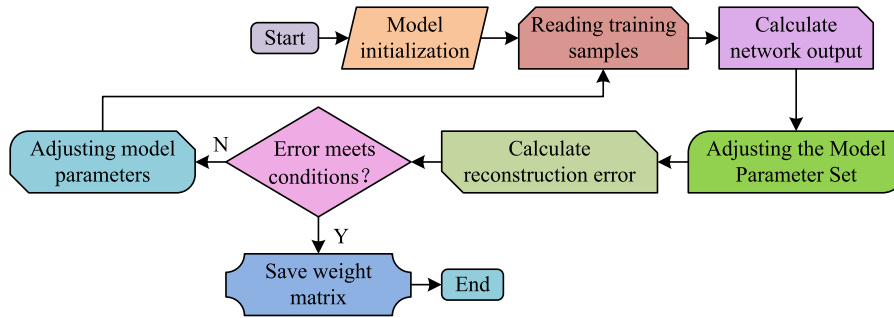 Start
Model
initialization
Reading training
samples
Calculate
network output
Adjusting the Model
Parameter Set
Calculate
reconstruction error
Error meets
conditions?
N
Adjusting model
parameters
Y
Save weight
matrix
End